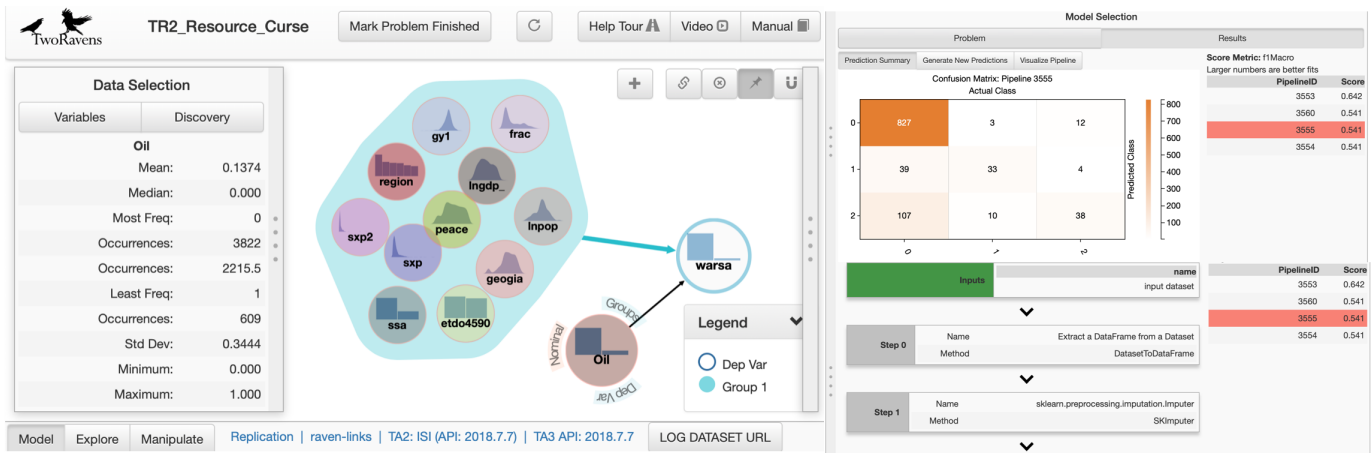 TwoRavens
TR2_Resource_Curse
Mark Problem Finished
Help Tour
Video
Manual
Data Selection
Variables
Discovery
Oil
Mean: 0.1374
Median: 0.000
Most Freq: 0
Occurrences: 3822
Occurrences: 2215.5
Least Freq: 1
Occurrences: 609
Std Dev: 0.3444
Minimum: 0.000
Maximum: 1.000
gy1
frac
region
lngdp_
sxp2
peace
lnpop
sxp
geogia
ssa
etdo4590
warsa
Groups
Nominal
Oil
Dep Var
Legend
Dep Var
Group 1
Model
Explore
Manipulate
Replication | raven-links | TA2: ISI (API: 2018.7.7) | TA3 API: 2018.7.7
LOG DATASET URL
Model Selection
Problem
Results
Prediction Summary
Generate New Predictions
Visualize Pipeline
Confusion Matrix: Pipeline 3555
Actual Class
0 827 3 12
1 39 33 4
2 107 10 38
0 1 2
Predicted Class
800
700
600
500
400
300
200
100
Score Metric: f1Macro
Larger numbers are better fits
PipelineID Score
3553 0.642
3560 0.541
3555 0.541
3554 0.541
Inputs
name
input dataset
Step 0
Name Extract a DataFrame from a Dataset
Method DatasetToDataFrame
Step 1
Name sklearn.preprocessing.imputation.Imputer
Method SKImputer
PipelineID Score
3553 0.642
3560 0.541
3555 0.541
3554 0.541